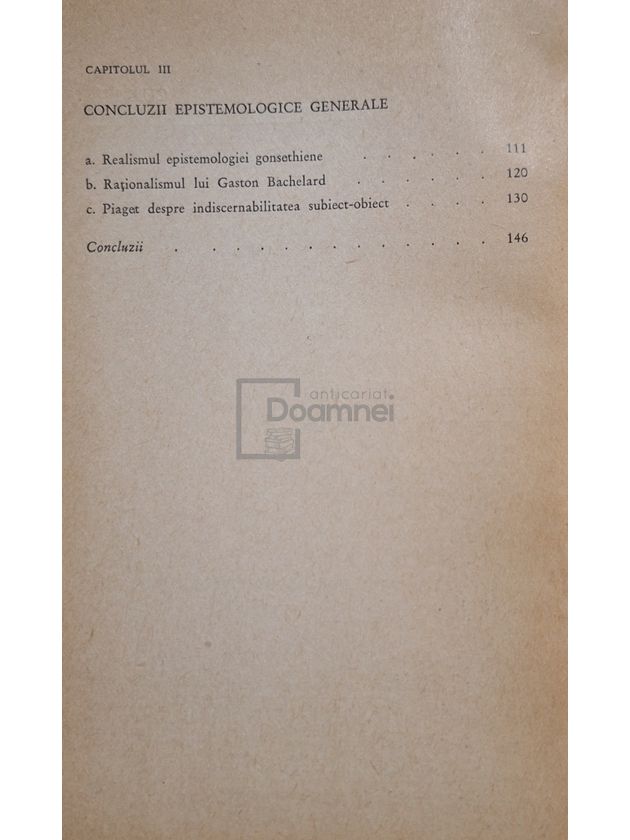 CAPITOLUL III
CONCLUZII EPISTEMOLOGICE GENERALE
a. Realismul epistemologiei gonsethiene . . . . . . 111
b. Raţionalismul lui Gaston Bachelard . . . . . . 120
c. Piaget despre indiscernabilitatea subiect-obiect . . . . 130
Concluzii . . . . . . . . . . . . 146
anticariat
Doamnei